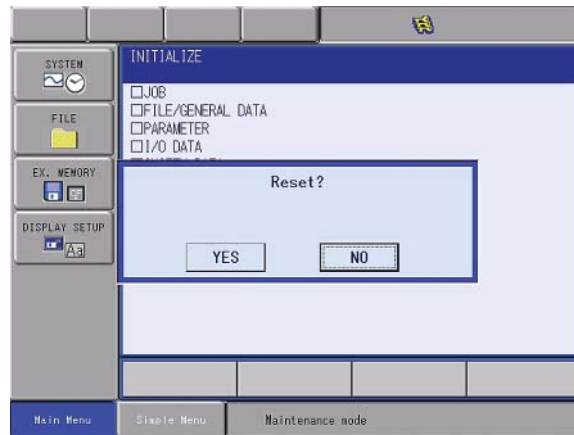 SYSTEM
FILE
EX. MEMORY
DISPLAY SETUP
Aa
INITIALIZE
□JOB
□FILE/GENERAL DATA
□PARAMETER
□I/O DATA
Reset?
YES
NO
Main Menu
Simple Menu
Maintenance mode